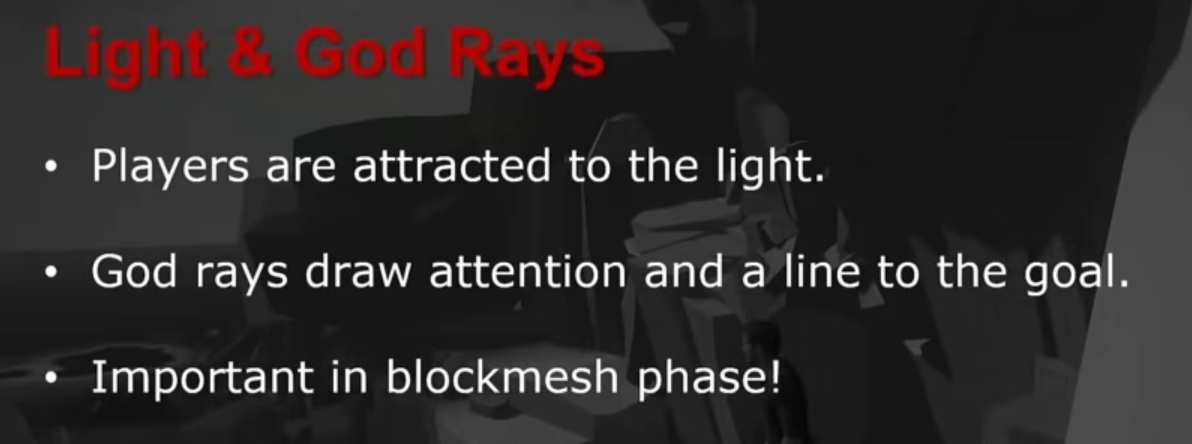 Light & God Rays
• Players are attracted to the light.
• God rays draw attention and a line to the goal.
• Important in blockmesh phase!